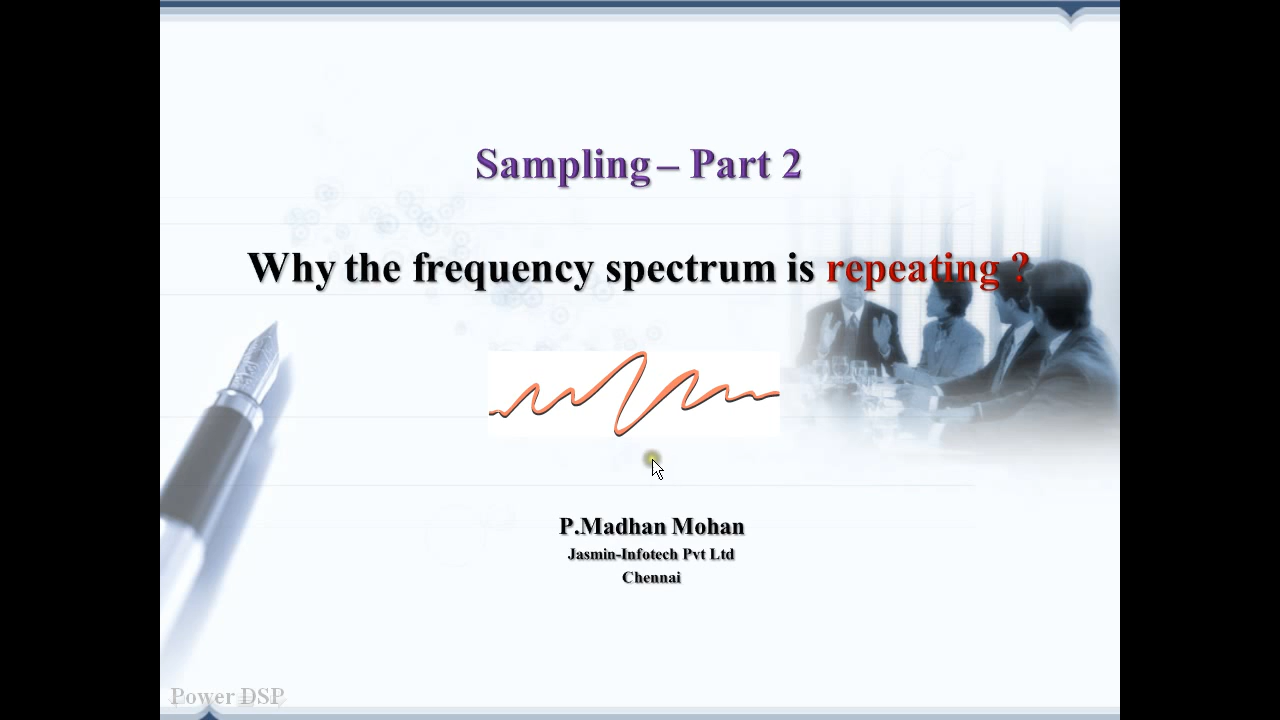 Sampling – Part 2
Why the frequency spectrum is repeating ?
P.Madhan Mohan
Jasmin-Infotech Pvt Ltd
Chennai
Power DSP